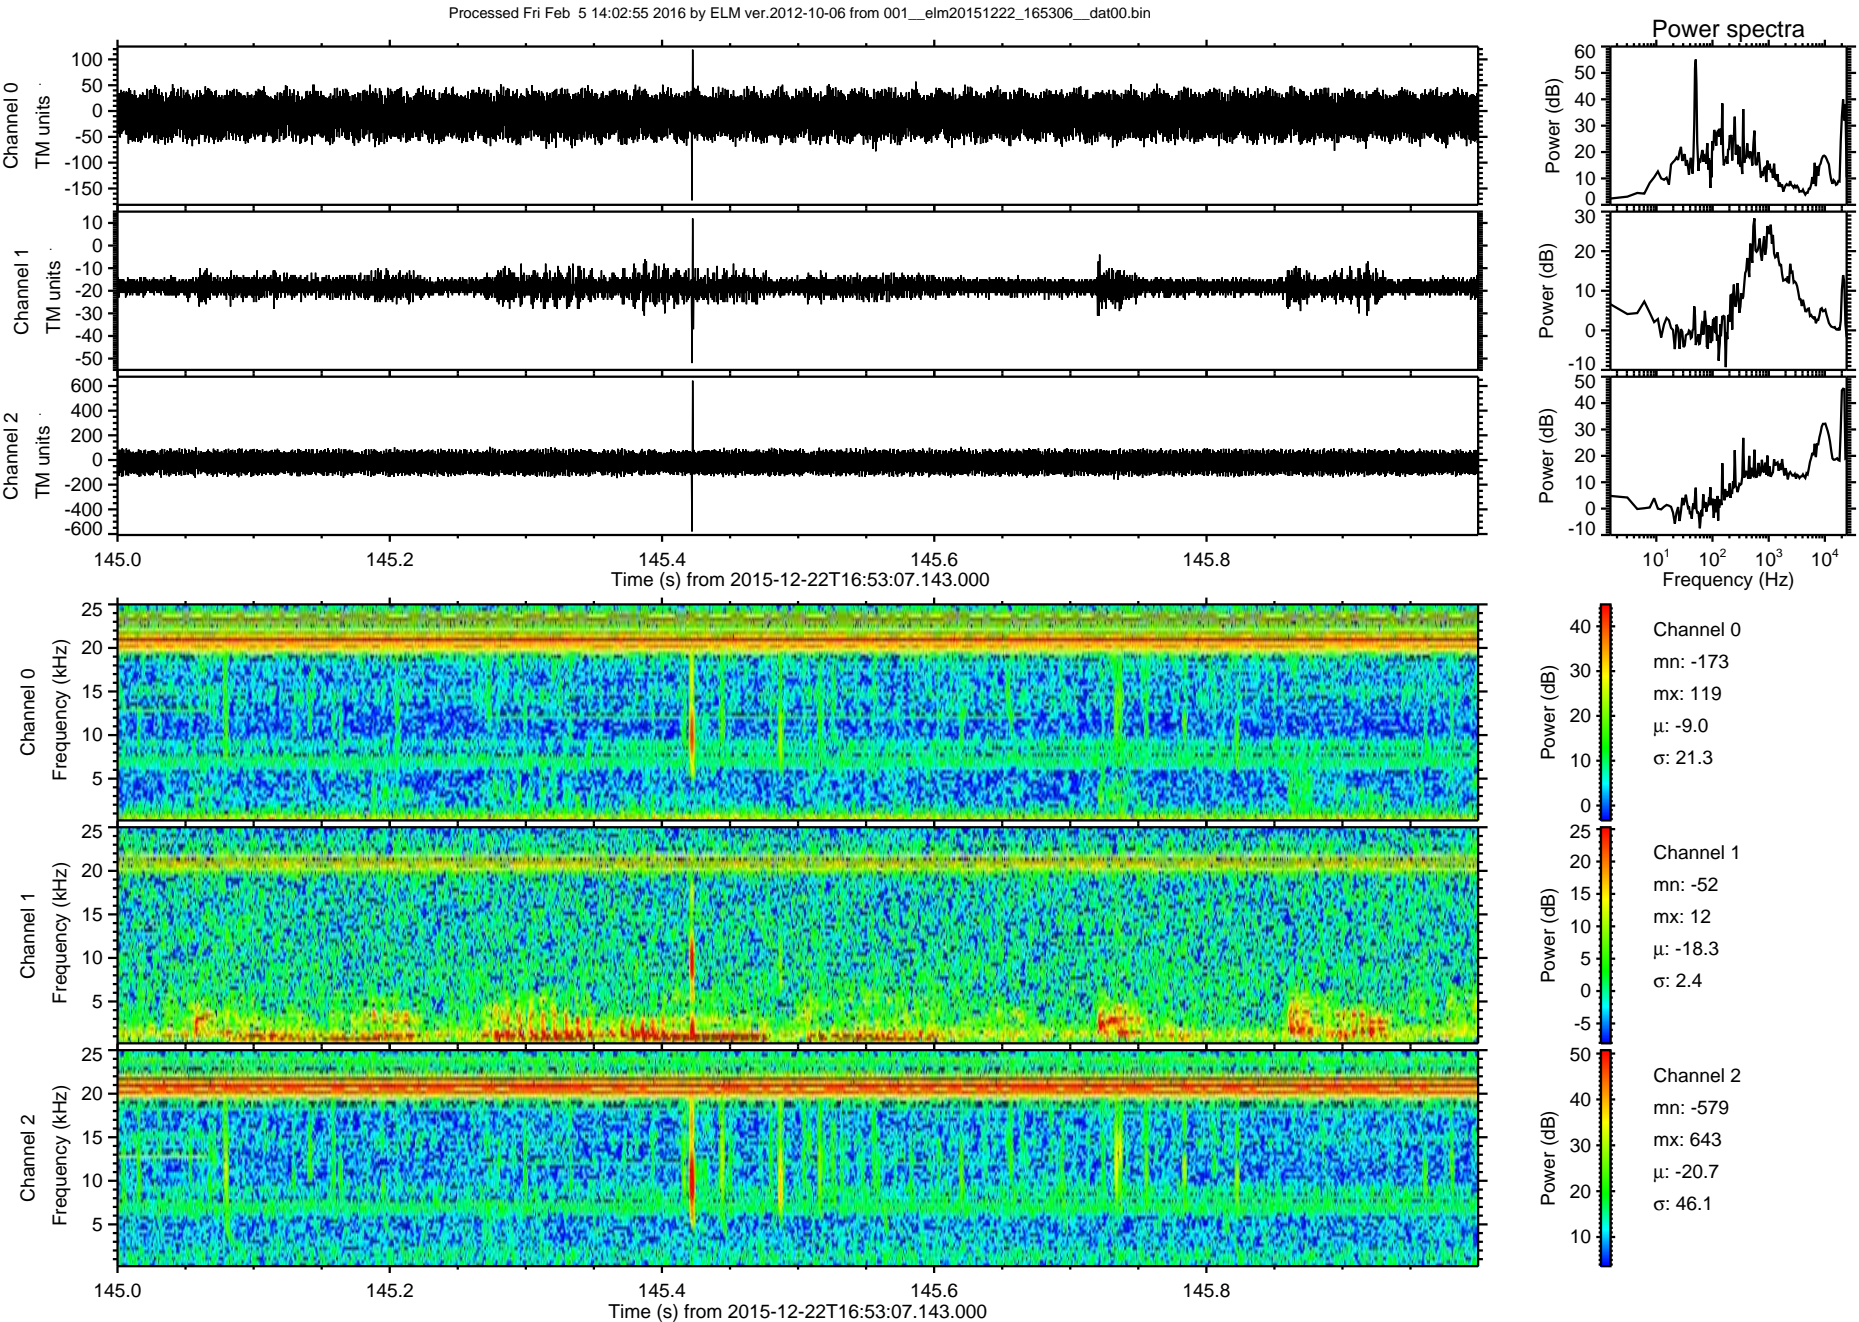 Processed Fri Feb  5 14:02:55 2016 by ELM ver.2012-10-06 from 001__elm20151222_165306__dat00.bin
Power spectra
Channel 0
TM units
100
50
0
-50
-100
-150
Power (dB)
60
50
40
30
20
10
0
Channel 1
TM units
10
0
-10
-20
-30
-40
-50
Power (dB)
30
20
10
0
-10
Channel 2
TM units
600
400
200
0
-200
-400
-600
Power (dB)
50
40
30
20
10
0
-10
145.0 145.2 145.4 145.6 145.8
Time (s) from 2015-12-22T16:53:07.143.000
10¹ 10² 10³ 10⁴
Frequency (Hz)
Channel 0
Frequency (kHz)
25
20
15
10
5
Power (dB)
40
30
20
10
0
Channel 0
mn: -173
mx: 119
μ: -9.0
σ: 21.3
Channel 1
Frequency (kHz)
25
20
15
10
5
Power (dB)
25
20
15
10
5
0
-5
Channel 1
mn: -52
mx: 12
μ: -18.3
σ: 2.4
Channel 2
Frequency (kHz)
25
20
15
10
5
Power (dB)
50
40
30
20
10
Channel 2
mn: -579
mx: 643
μ: -20.7
σ: 46.1
145.0 145.2 145.4 145.6 145.8
Time (s) from 2015-12-22T16:53:07.143.000